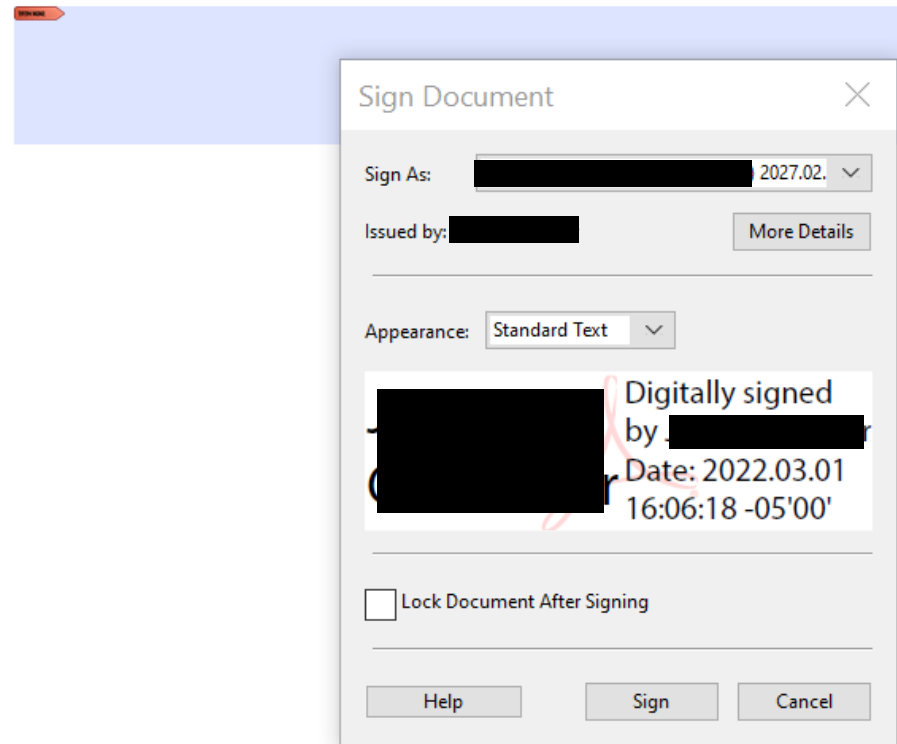 Sign Document
Sign As: 2027.02.
Issued by:
More Details
Appearance: Standard Text
Digitally signed
by
Date: 2022.03.01
16:06:18 -05'00'
Lock Document After Signing
Help Sign Cancel